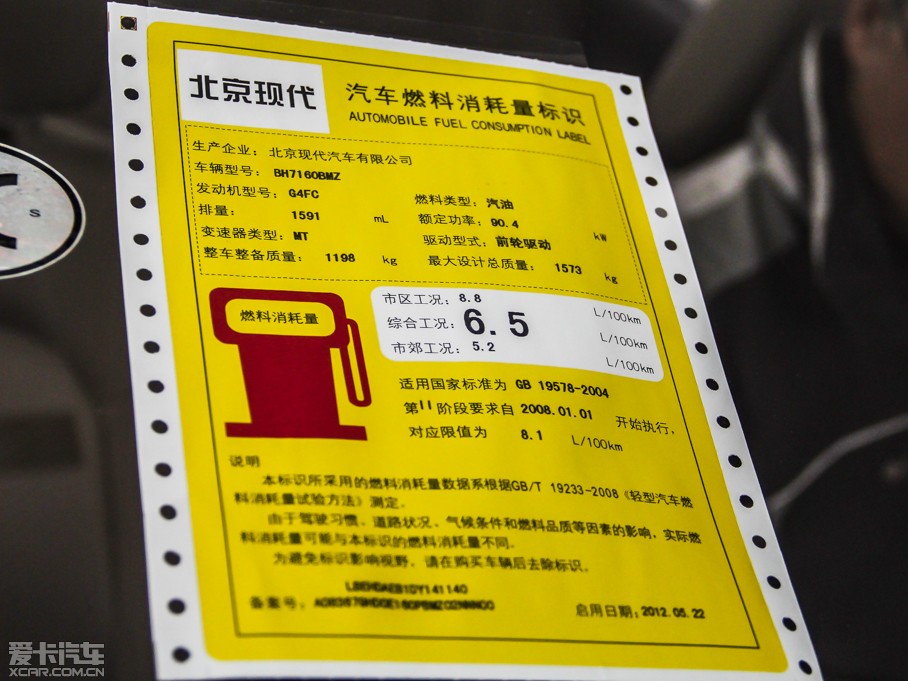 北京现代
汽车燃料消耗量标识
AUTOMOBILE FUEL CONSUMPTION LABEL
生产企业: 北京现代汽车有限公司
车辆型号: BH7160BMZ
发动机型号: G4FC 燃料类型: 汽油
排量: 1591 mL 额定功率: 90.4 kW
变速器类型: MT 驱动型式: 前轮驱动
整车整备质量: 1198 kg 最大设计总质量: 1573 kg
燃料消耗量
市区工况: 8.8 L/100km
综合工况: 6.5 L/100km
市郊工况: 5.2 L/100km
适用国家标准为 GB 19578-2004
第II阶段要求自 2008.01.01 开始执行,
对应限值为 8.1 L/100km
说明
本标识所采用的燃料消耗量数据系根据GB/T 19233-2008《轻型汽车燃
料消耗量试验方法》测定.
由于驾驶习惯、道路状况、气候条件和燃料品质等因素的影响, 实际燃
料消耗量可能与本标识的燃料消耗量不同.
为避免标识影响视野, 请在购买车辆后去除标识.
备案号:
启用日期: 2012.05.22
S
爱卡汽车
XCAR.COM.CN